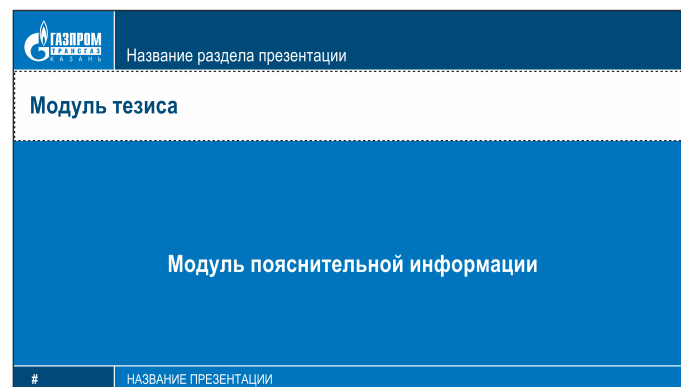 ГАЗПРОМ
ТРАНСГАЗ
КАЗАНЬ
Название раздела презентации
Модуль тезиса
Модуль пояснительной информации
# НАЗВАНИЕ ПРЕЗЕНТАЦИИ